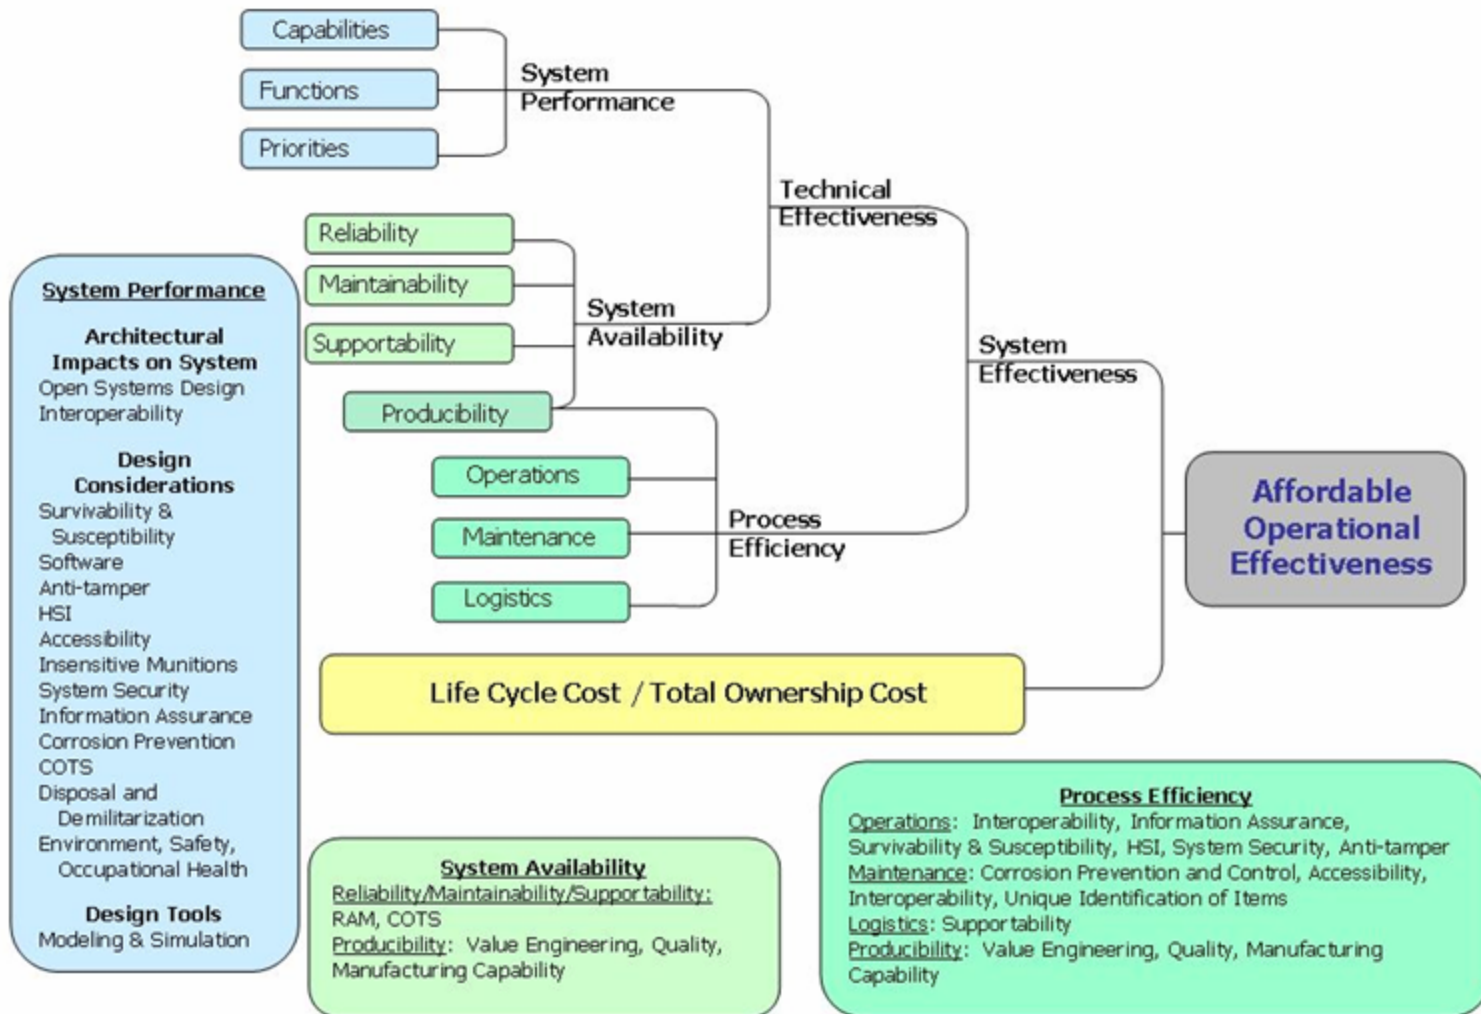 Capabilities
Functions
Priorities
System
Performance
Technical
Effectiveness
Reliability
Maintainability
Supportability
Producibility
System
Availability
System
Effectiveness
Operations
Maintenance
Logistics
Process
Efficiency
Affordable
Operational
Effectiveness
Life Cycle Cost / Total Ownership Cost
System Performance
Architectural
Impacts on System
Open Systems Design
Interoperability
Design
Considerations
Survivability &
Susceptibility
Software
Anti-tamper
HSI
Accessibility
Insensitive Munitions
System Security
Information Assurance
Corrosion Prevention
COTS
Disposal and
Demilitarization
Environment, Safety,
Occupational Health
Design Tools
Modeling & Simulation
System Availability
Reliability/Maintainability/Supportability:
RAM, COTS
Producibility: Value Engineering, Quality,
Manufacturing Capability
Process Efficiency
Operations: Interoperability, Information Assurance,
Survivability & Susceptibility, HSI, System Security, Anti-tamper
Maintenance: Corrosion Prevention and Control, Accessibility,
Interoperability, Unique Identification of Items
Logistics: Supportability
Producibility: Value Engineering, Quality, Manufacturing
Capability